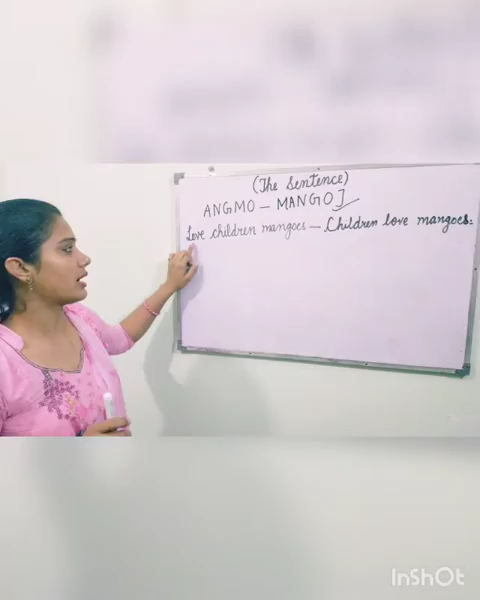 (The Sentence)
ANGMO — MANGO]
Love children mangoes — Children love mangoes.
InShOt